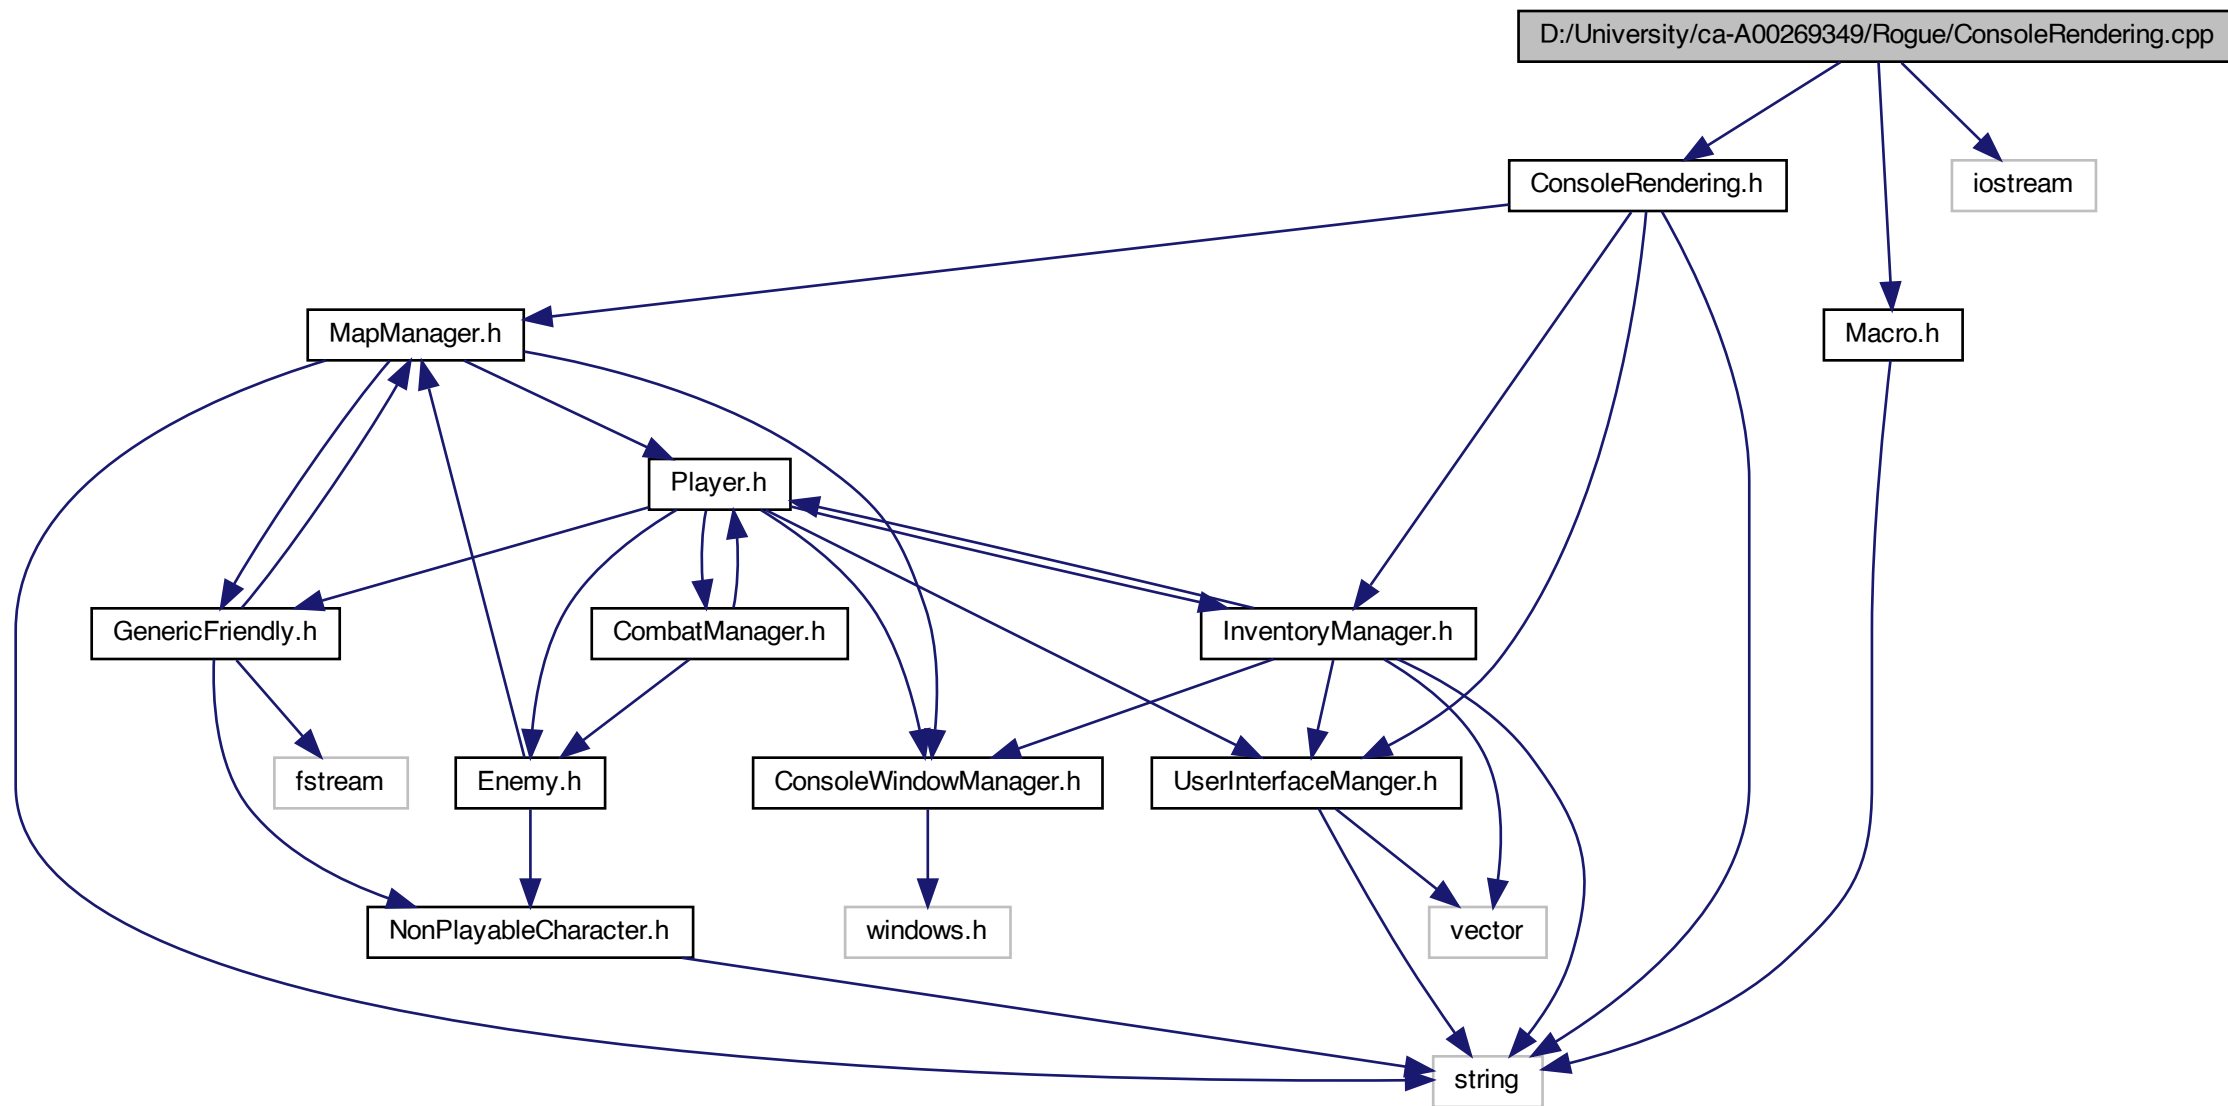 D:/University/ca-A00269349/Rogue/ConsoleRendering.cpp
ConsoleRendering.h
iostream
MapManager.h
Macro.h
Player.h
GenericFriendly.h
CombatManager.h
InventoryManager.h
fstream
Enemy.h
ConsoleWindowManager.h
UserInterfaceManger.h
NonPlayableCharacter.h
windows.h
vector
string